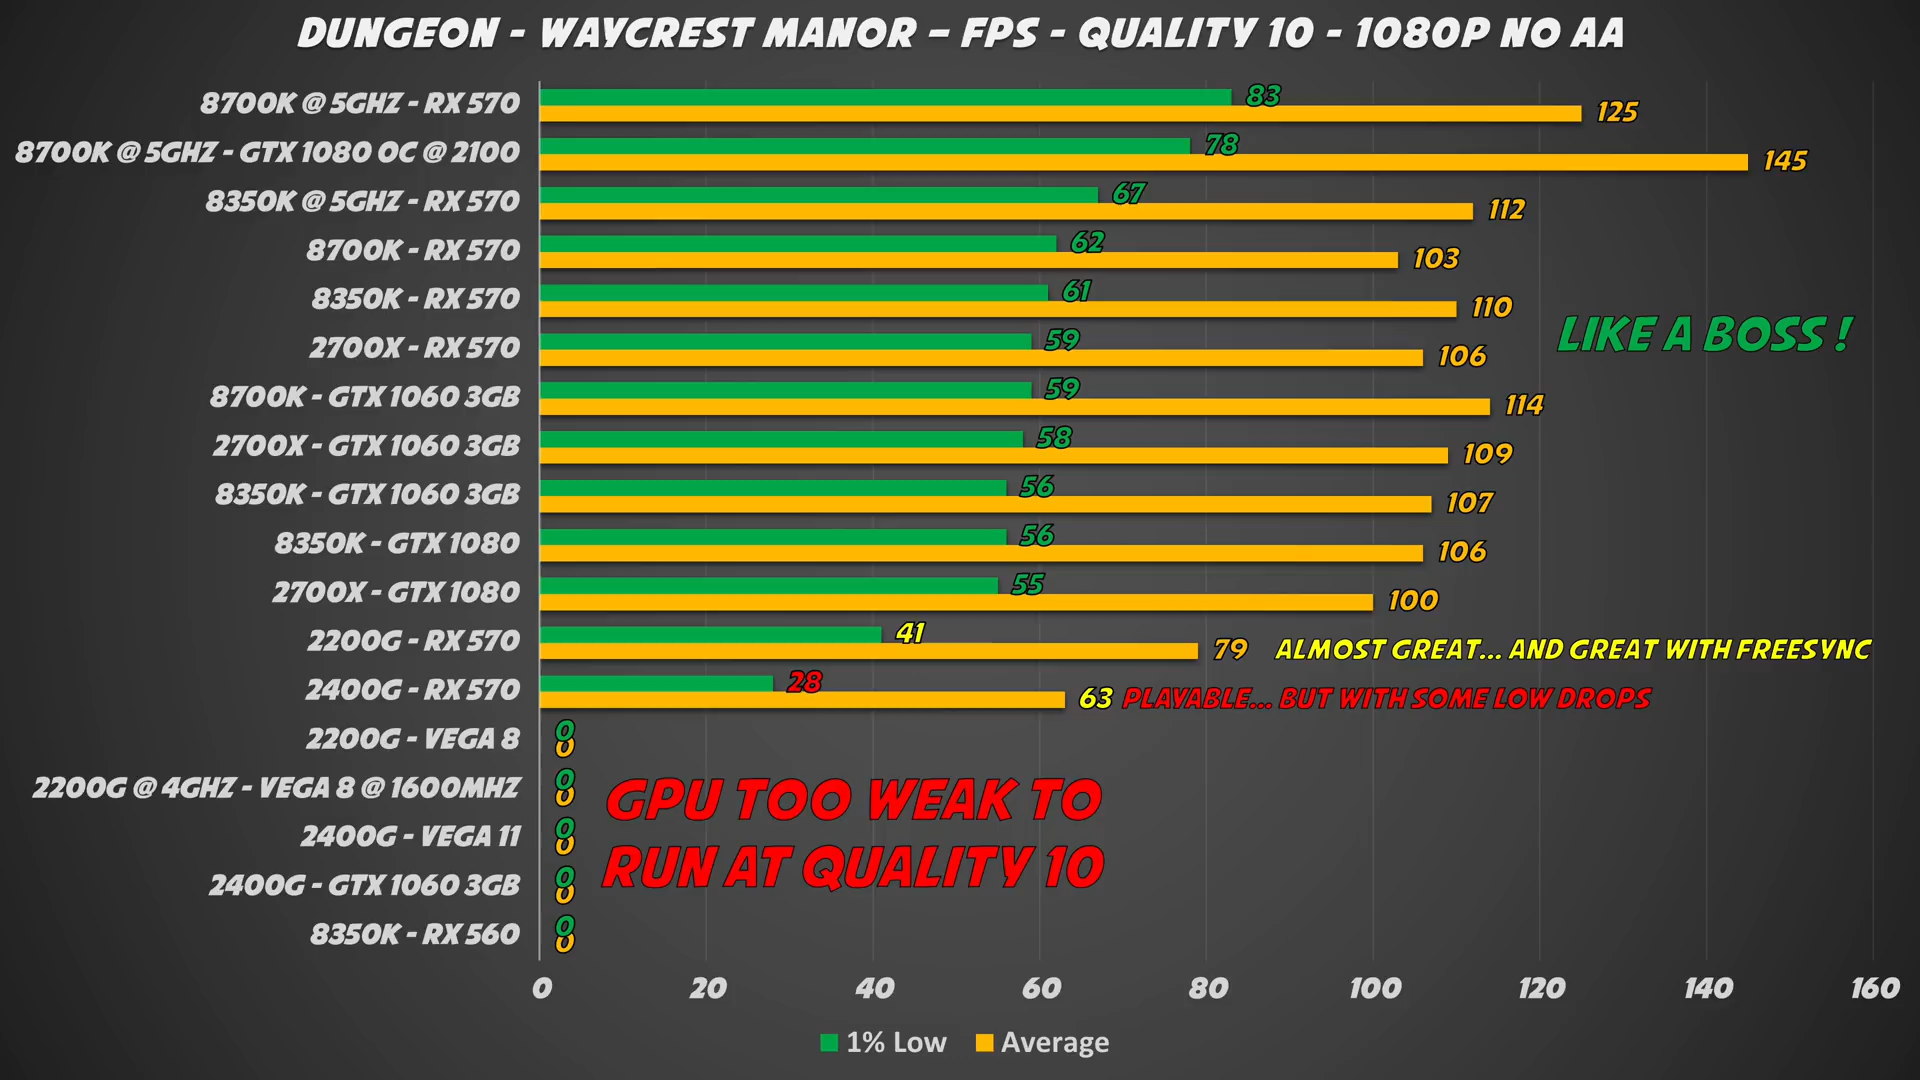 DUNGEON - WAYCREST MANOR – FPS - QUALITY 10 - 1080P NO AA
8700K @ 5GHZ - RX 570
83
125
8700K @ 5GHZ - GTX 1080 OC @ 2100
78
145
8350K @ 5GHZ - RX 570
67
112
8700K - RX 570
62
103
8350K - RX 570
61
110
LIKE A BOSS !
2700X - RX 570
59
106
8700K - GTX 1060 3GB
59
114
2700X - GTX 1060 3GB
58
109
8350K - GTX 1060 3GB
56
107
8350K - GTX 1080
56
106
2700X - GTX 1080
55
100
2200G - RX 570
41
79 ALMOST GREAT... AND GREAT WITH FREESYNC
2400G - RX 570
28
63 PLAYABLE... BUT WITH SOME LOW DROPS
2200G - VEGA 8
0
0
2200G @ 4GHZ - VEGA 8 @ 1600MHZ
0
0
2400G - VEGA 11
0
0
2400G - GTX 1060 3GB
0
0
8350K - RX 560
0
0
GPU TOO WEAK TO
RUN AT QUALITY 10
0 20 40 60 80 100 120 140 160
1% Low Average